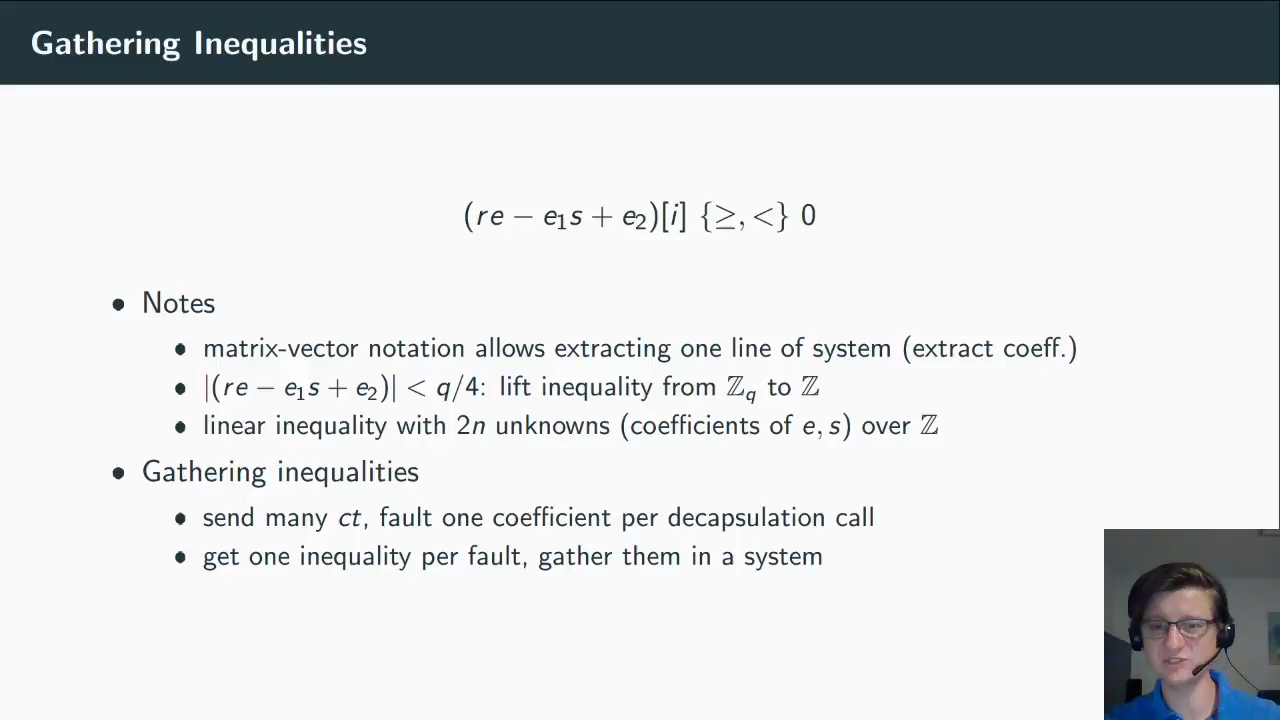 Gathering Inequalities
(re − e₁s + e₂)[i] {≥, <} 0
• Notes
• matrix-vector notation allows extracting one line of system (extract coeff.)
• |(re − e₁s + e₂)| < q/4: lift inequality from ℤq to ℤ
• linear inequality with 2n unknowns (coefficients of e, s) over ℤ
• Gathering inequalities
• send many ct, fault one coefficient per decapsulation call
• get one inequality per fault, gather them in a system